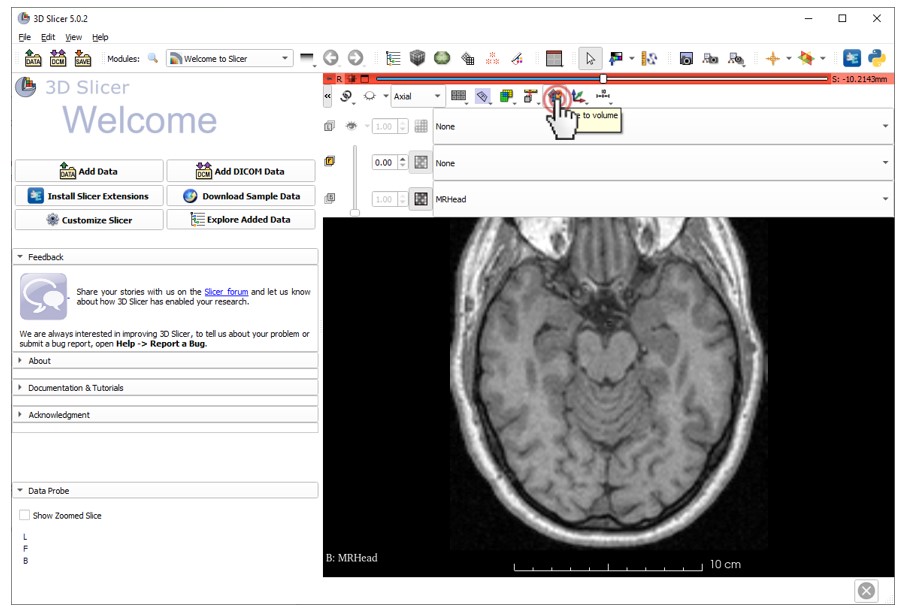 3D Slicer 5.0.2
File Edit View Help
DATA DCM SAVE Modules: Welcome to Slicer
3D Slicer
Welcome
Add Data
Add DICOM Data
Install Slicer Extensions
Download Sample Data
Customize Slicer
Explore Added Data
Feedback
Share your stories with us on the Slicer forum and let us know
about how 3D Slicer has enabled your research.
We are always interested in improving 3D Slicer, to tell us about your problem or
submit a bug report, open Help -> Report a Bug.
About
Documentation & Tutorials
Acknowledgment
Data Probe
Show Zoomed Slice
L
F
B
R
S: -10.2143mm
Axial
to volume
1.00
None
0.00
None
1.00
MRHead
B: MRHead
10 cm